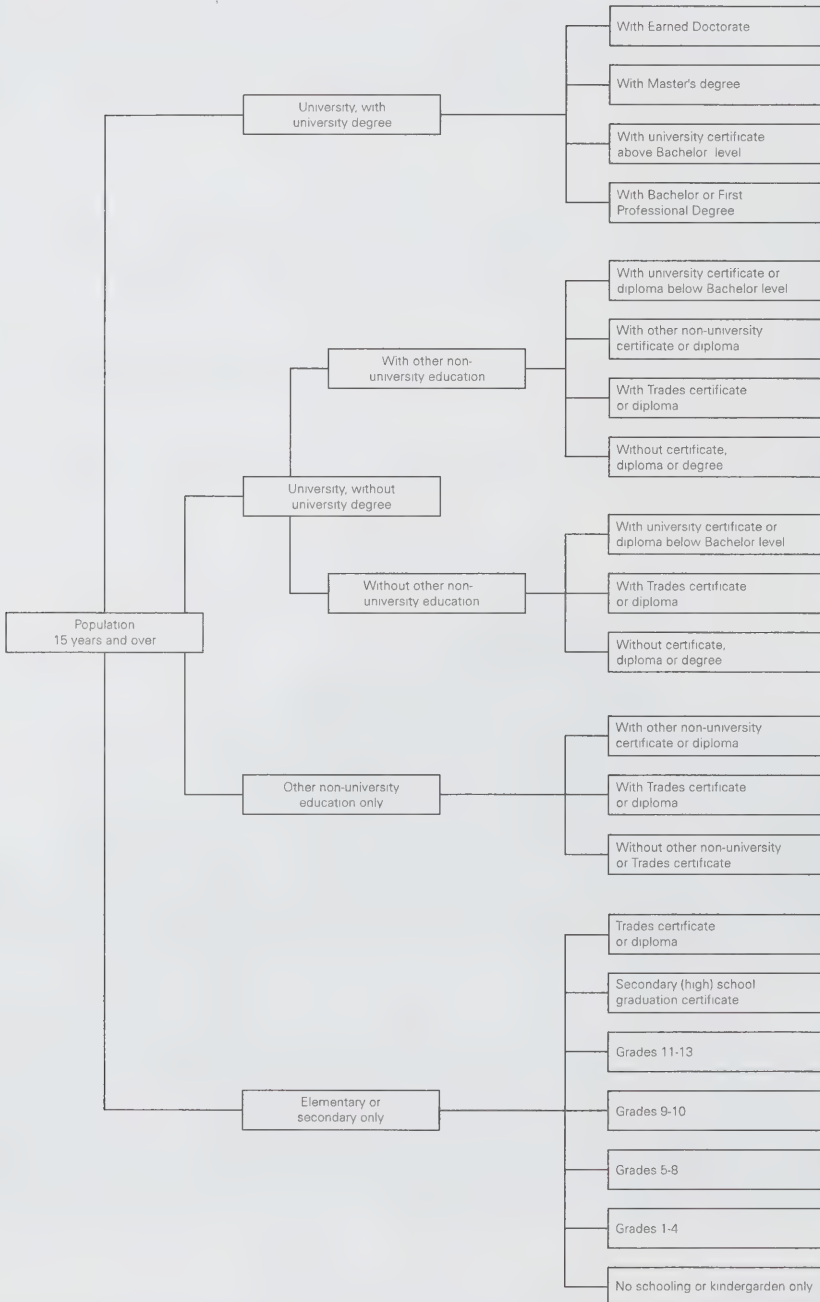 With Earned Doctorate
With Master's degree
University, with
university degree
With university certificate
above Bachelor level
With Bachelor or First
Professional Degree
With university certificate or
diploma below Bachelor level
With other non-university
certificate or diploma
With other non-
university education
With Trades certificate
or diploma
Without certificate,
diploma or degree
University, without
university degree
With university certificate or
diploma below Bachelor level
Without other non-
university education
With Trades certificate
or diploma
Without certificate,
diploma or degree
Population
15 years and over
With other non-university
certificate or diploma
Other non-university
education only
With Trades certificate
or diploma
Without other non-university
or Trades certificate
Trades certificate
or diploma
Secondary (high) school
graduation certificate
Grades 11-13
Elementary or
secondary only
Grades 9-10
Grades 5-8
Grades 1-4
No schooling or kindergarden only